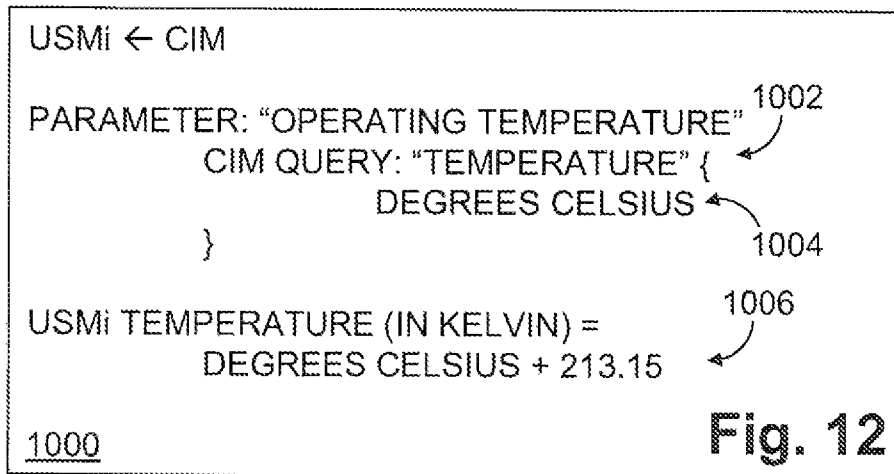 USMi ← CIM
1002
PARAMETER: "OPERATING TEMPERATURE"
CIM QUERY: "TEMPERATURE" {
DEGREES CELSIUS
}
1004
1006
USMi TEMPERATURE (IN KELVIN) =
DEGREES CELSIUS + 213.15
1000
Fig. 12